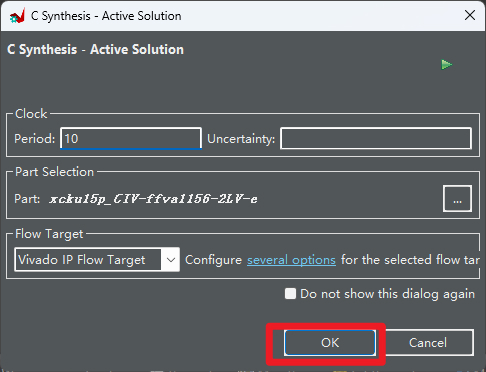 C Synthesis - Active Solution
C Synthesis - Active Solution
Clock
Period: 10 Uncertainty:
Part Selection
Part: xcku15p_CIV-ffva1156-2LV-e ...
Flow Target
Vivado IP Flow Target Configure several options for the selected flow tar
Do not show this dialog again
OK Cancel